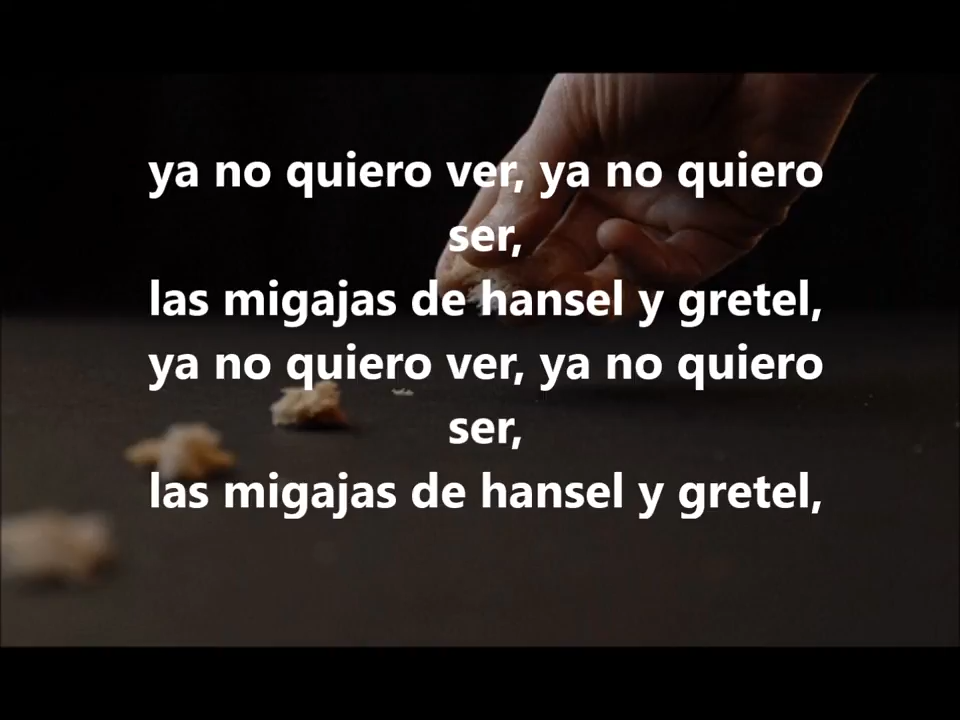 ya no quiero ver, ya no quiero
ser,
las migajas de hansel y gretel,
ya no quiero ver, ya no quiero
ser,
las migajas de hansel y gretel,